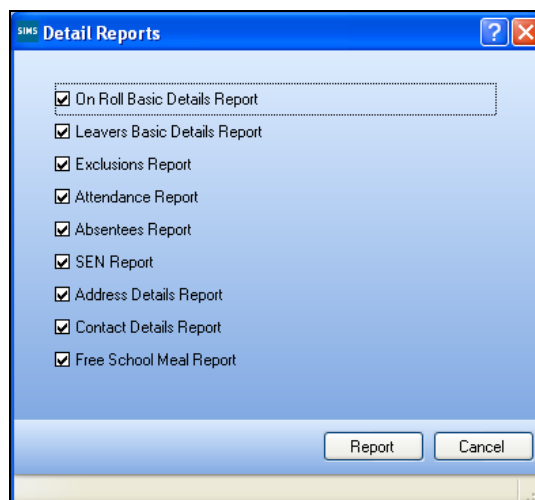 SIMS Detail Reports ?
On Roll Basic Details Report
Leavers Basic Details Report
Exclusions Report
Attendance Report
Absentees Report
SEN Report
Address Details Report
Contact Details Report
Free School Meal Report
Report Cancel